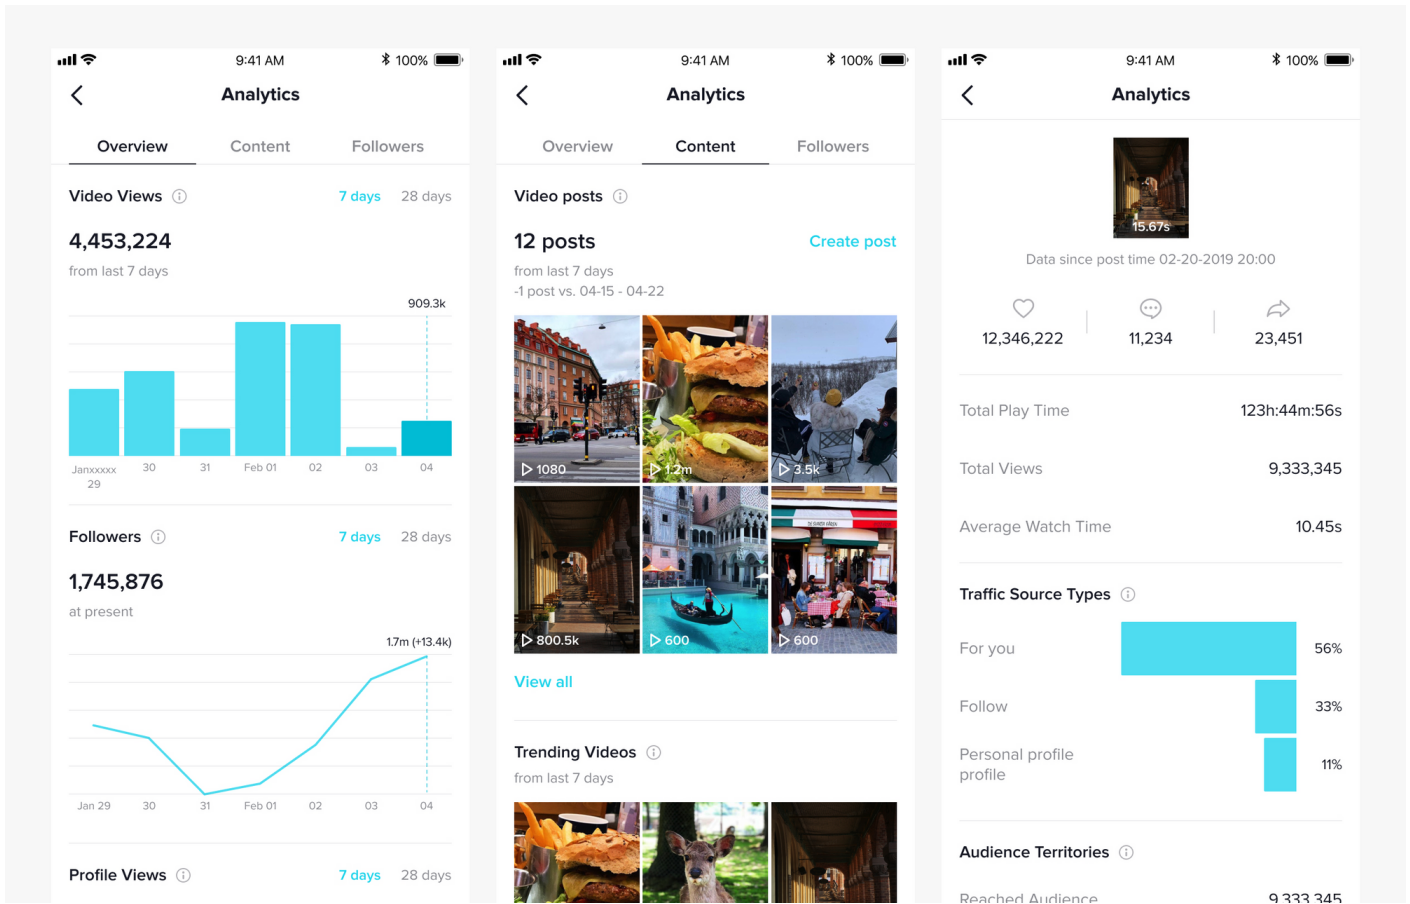 9:41 AM
100%
Analytics
Overview Content Followers
Video Views 7 days 28 days
4,453,224
from last 7 days
909.3k
Janxxxxx 30 31 Feb 01 02 03 04
29
Followers 7 days 28 days
1,745,876
at present
1.7m (+13.4k)
Jan 29 30 31 Feb 01 02 03 04
Profile Views 7 days 28 days
9:41 AM
100%
Analytics
Overview Content Followers
Video posts
12 posts Create post
from last 7 days
-1 post vs. 04-15 - 04-22
1080 1.2m 3.5k
800.5k 600 600
View all
Trending Videos
from last 7 days
9:41 AM
100%
Analytics
15.67s
Data since post time 02-20-2019 20:00
12,346,222 11,234 23,451
Total Play Time 123h:44m:56s
Total Views 9,333,345
Average Watch Time 10.45s
Traffic Source Types
For you 56%
Follow 33%
Personal profile
profile 11%
Audience Territories
Reached Audience 9,333,345